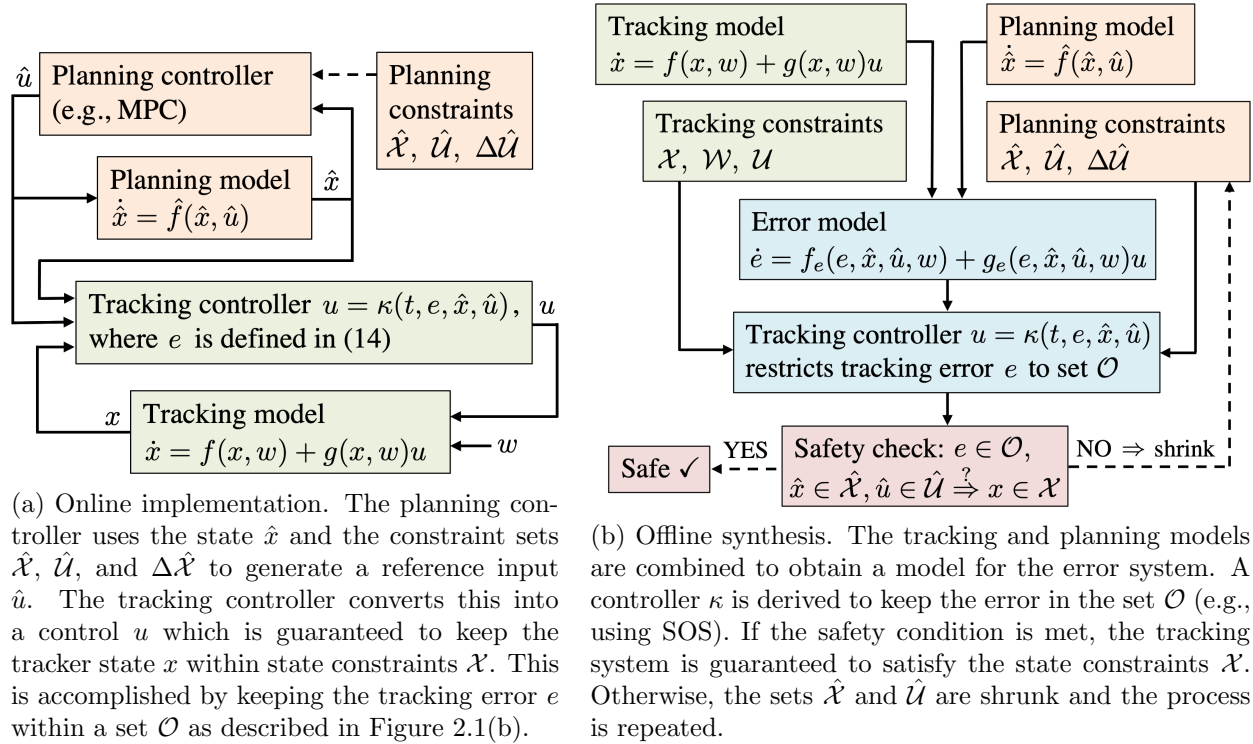 û
Planning controller
(e.g., MPC)
Planning
constraints
𝒳̂, 𝒰̂, Δ𝒰̂
Planning model
x̂̇ = f̂(x̂, û)
x̂
Tracking controller u = κ(t, e, x̂, û),
where e is defined in (14)
u
x
Tracking model
ẋ = f(x, w) + g(x, w)u
w
(a) Online implementation. The planning con-
troller uses the state x̂ and the constraint sets
𝒳̂, 𝒰̂, and Δ𝒳̂ to generate a reference input
û. The tracking controller converts this into
a control u which is guaranteed to keep the
tracker state x within state constraints 𝒳. This
is accomplished by keeping the tracking error e
within a set 𝒪 as described in Figure 2.1(b).
Tracking model
ẋ = f(x, w) + g(x, w)u
Planning model
x̂̇ = f̂(x̂, û)
Tracking constraints
𝒳, 𝒲, 𝒰
Planning constraints
𝒳̂, 𝒰̂, Δ𝒰̂
Error model
ė = fₑ(e, x̂, û, w) + gₑ(e, x̂, û, w)u
Tracking controller u = κ(t, e, x̂, û)
restricts tracking error e to set 𝒪
Safe ✓
YES
Safety check: e ∈ 𝒪,
x̂ ∈ 𝒳̂, û ∈ 𝒰̂ ⇒? x ∈ 𝒳
NO ⇒ shrink
(b) Offline synthesis. The tracking and planning models
are combined to obtain a model for the error system. A
controller κ is derived to keep the error in the set 𝒪 (e.g.,
using SOS). If the safety condition is met, the tracking
system is guaranteed to satisfy the state constraints 𝒳.
Otherwise, the sets 𝒳̂ and 𝒰̂ are shrunk and the process
is repeated.